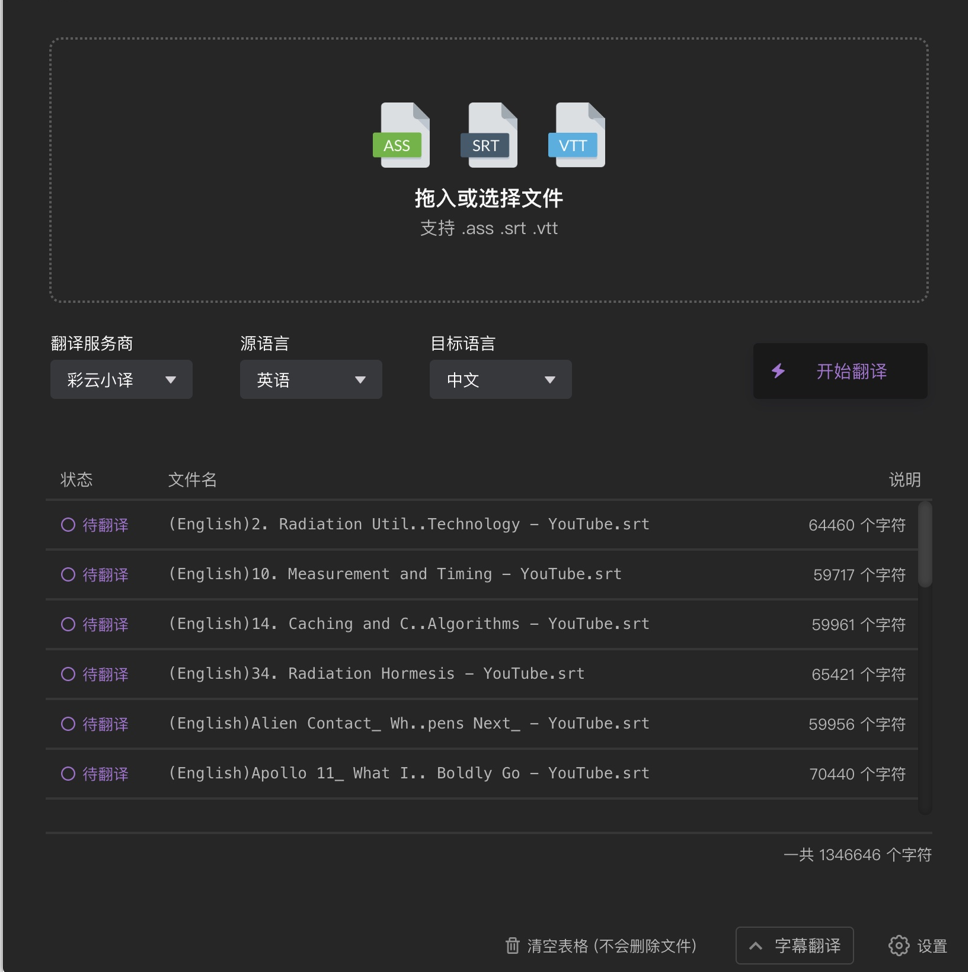 ASS SRT VTT
拖入或选择文件
支持 .ass .srt .vtt
翻译服务商 源语言 目标语言
彩云小译 英语 中文 开始翻译
状态 文件名 说明
待翻译 (English)2. Radiation Util..Technology – YouTube.srt 64460 个字符
待翻译 (English)10. Measurement and Timing – YouTube.srt 59717 个字符
待翻译 (English)14. Caching and C..Algorithms – YouTube.srt 59961 个字符
待翻译 (English)34. Radiation Hormesis – YouTube.srt 65421 个字符
待翻译 (English)Alien Contact_ Wh..pens Next_ – YouTube.srt 59956 个字符
待翻译 (English)Apollo 11_ What I.. Boldly Go – YouTube.srt 70440 个字符
一共 1346646 个字符
清空表格 (不会删除文件) 字幕翻译 设置